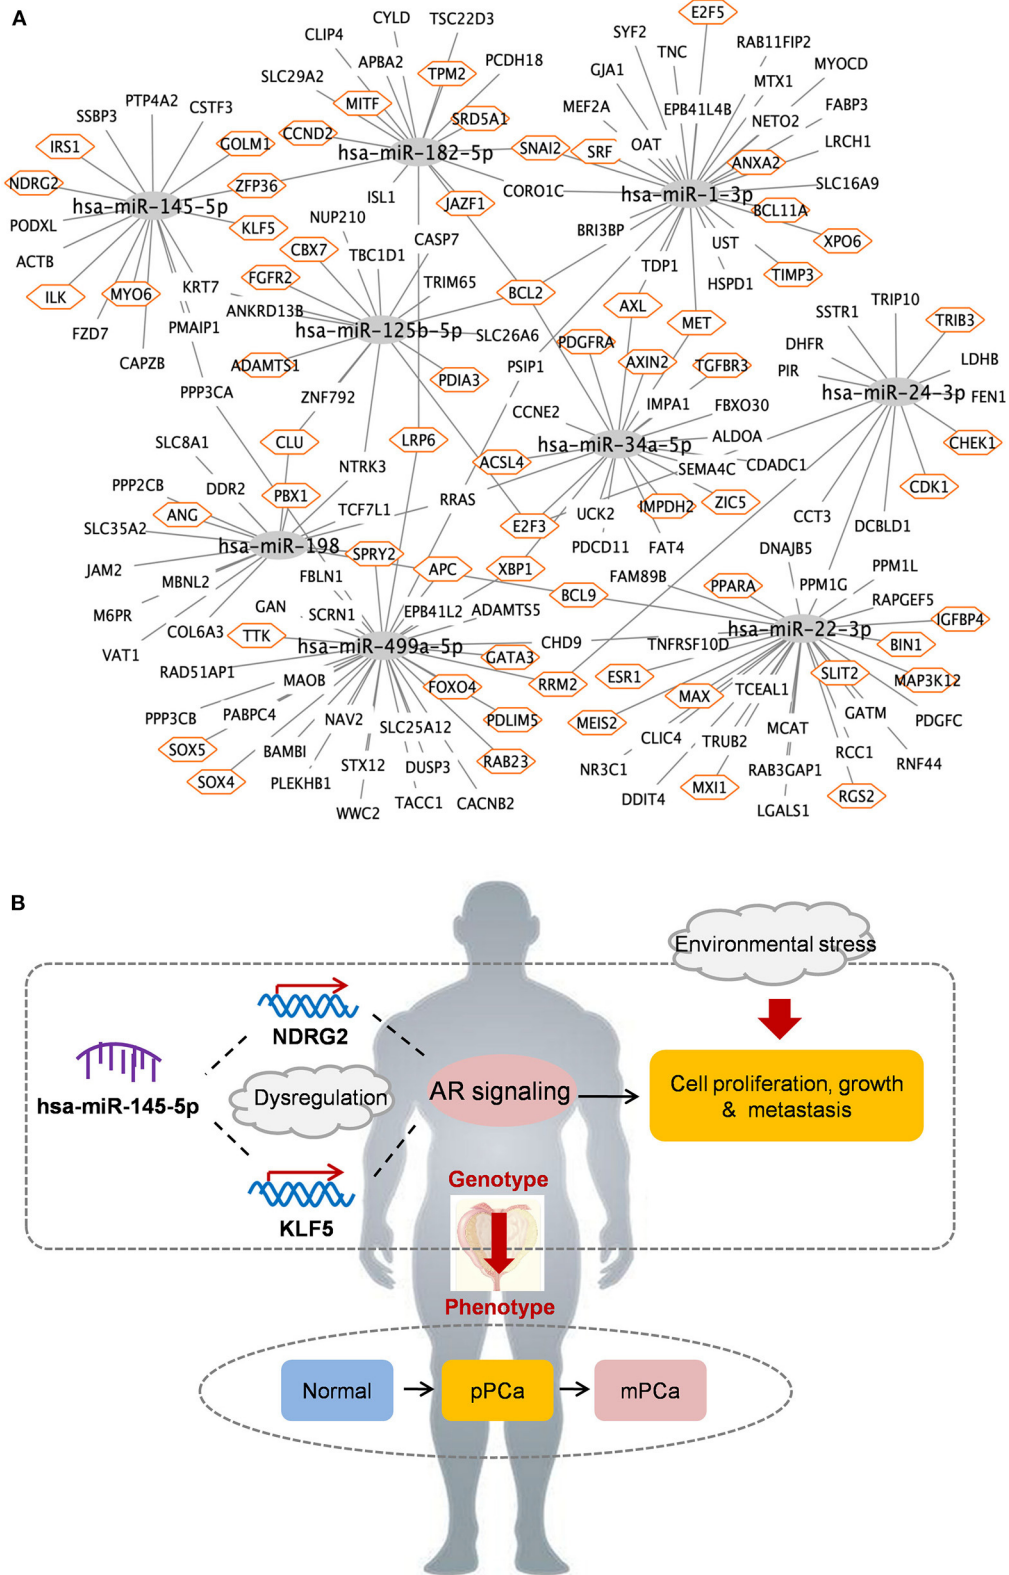 A
E2F5
CYLD
TSC22D3
CLIP4
SYF2
TNC
RAB11FIP2
APBA2
PCDH18
SLC29A2
TPM2
GJA1
MTX1
MYOCD
PTP4A2
CSTF3
MITF
MEF2A
EPB41L4B
FABP3
SSBP3
SRD5A1
NETO2
CCND2
IRS1
GOLM1
SNAI2
SRF
OAT
LRCH1
hsa-miR-182-5p
ANXA2
NDRG2
ZFP36
ISL1
CORO1C
hsa-miR-1-3p
SLC16A9
hsa-miR-145-5p
JAZF1
BCL11A
PODXL
KLF5
NUP210
BRI3BP
UST
XPO6
CBX7
TBC1D1
CASP7
ACTB
FGFR2
TRIM65
TDP1
HSPD1
TIMP3
ILK
MYO6
KRT7
BCL2
AXL
TRIP10
ANKRD13B
SSTR1
TRIB3
FZD7
PMAIP1
hsa-miR-125b-5p
SLC26A6
MET
PDGFRA
DHFR
CAPZB
ADAMTS1
PSIP1
AXIN2
TGFBR3
PIR
LDHB
PDIA3
hsa-miR-24-3p
FEN1
PPP3CA
ZNF792
CCNE2
IMPA1
FBXO30
SLC8A1
CLU
LRP6
hsa-miR-34a-5p
ALDOA
CHEK1
NTRK3
ACSL4
SEMA4C
CDADC1
PPP2CB
DDR2
PBX1
RRAS
CDK1
ANG
TCF7L1
UCK2
IMPDH2
ZIC5
CCT3
SLC35A2
E2F3
DCBLD1
hsa-miR-198
SPRY2
PDCD11
FAT4
DNAJB5
JAM2
MBNL2
FBLN1
APC
XBP1
FAM89B
PPM1L
BCL9
PPARA
PPM1G
M6PR
GAN
SCRN1
EPB41L2
ADAMTS5
RAPGEF5
COL6A3
TTK
hsa-miR-22-3p
IGFBP4
VAT1
hsa-miR-499a-5p
CHD9
TNFRSF10D
BIN1
RAD51AP1
GATA3
MAOB
FOXO4
RRM2
ESR1
SLIT2
MAP3K12
MAX
TCEAL1
PPP3CB
PABPC4
NAV2
PDLIM5
MEIS2
GATM
PDGFC
SLC25A12
MCAT
SOX5
BAMBI
CLIC4
TRUB2
RCC1
STX12
DUSP3
RAB23
NR3C1
RAB3GAP1
RNF44
SOX4
PLEKHB1
MXI1
RGS2
WWC2
TACC1
CACNB2
DDIT4
LGALS1
B
Environmental stress
NDRG2
hsa-miR-145-5p
Dysregulation
AR signaling
Cell proliferation, growth
& metastasis
KLF5
Genotype
Phenotype
Normal
pPCa
mPCa